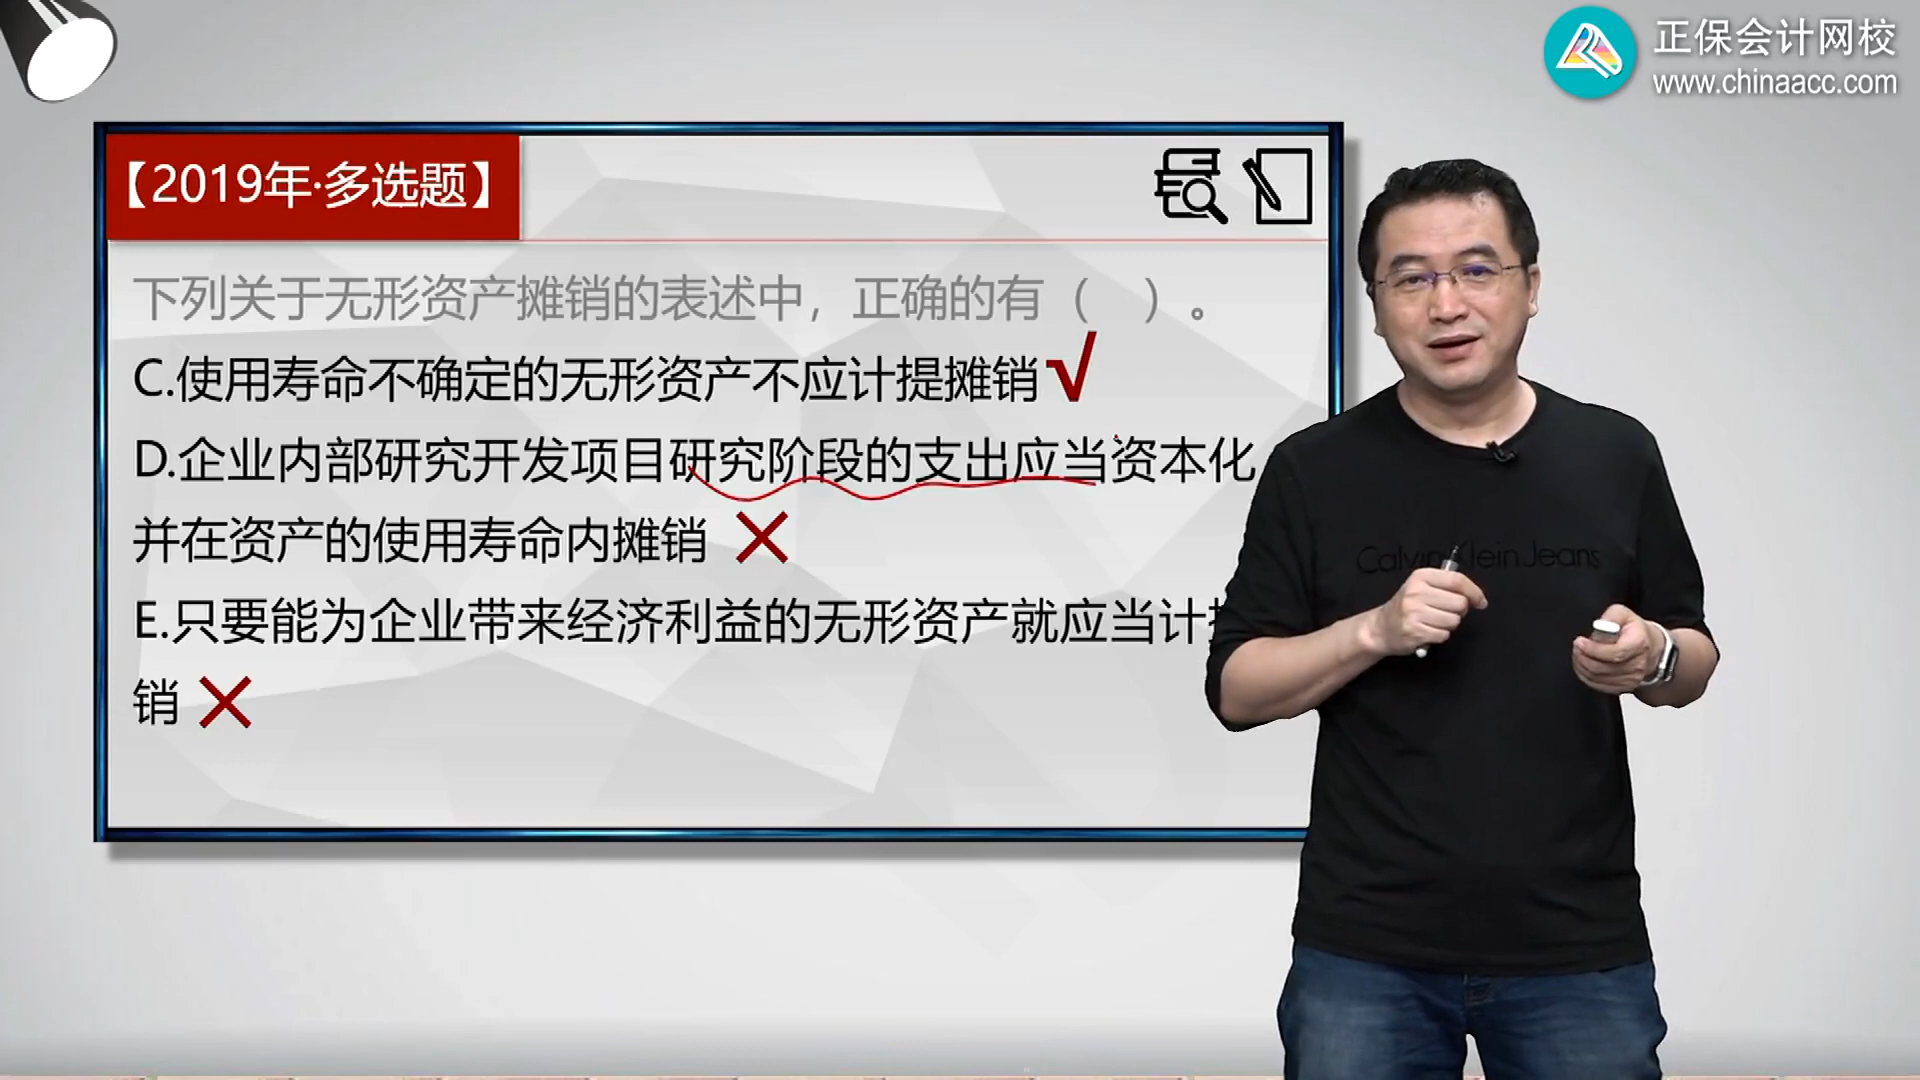 正保会计网校
www.chinaacc.com
【2019年·多选题】
下列关于无形资产摊销的表述中，正确的有（ ）。
C.使用寿命不确定的无形资产不应计提摊销√
D.企业内部研究开发项目研究阶段的支出应当资本化
并在资产的使用寿命内摊销 ×
E.只要能为企业带来经济利益的无形资产就应当计
销 ×
Calvin Klein Jeans